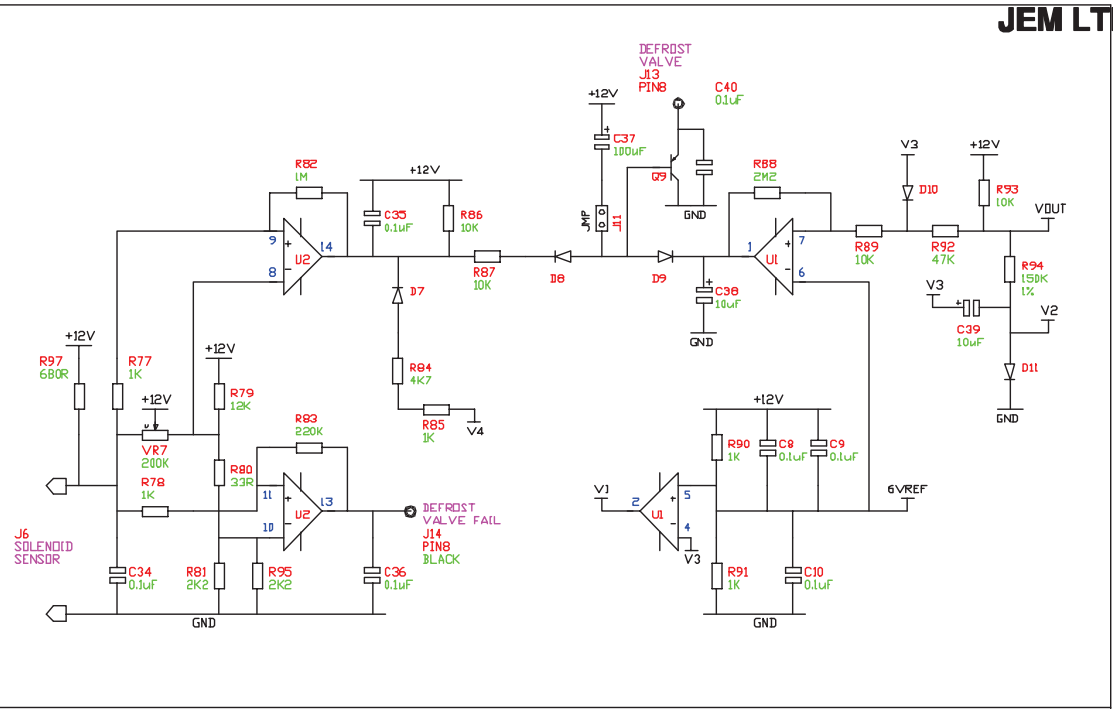 JEM LT
DEFROST
VALVE
J13
PIN8
C40
0.1uF
+12V
C37
100uF
Q9
GND
JMP
J11
R82
1M
+12V
C35
0.1uF
R86
10K
9
8
14
U2
+
-
R87
10K
D8
D9
D7
R84
4K7
R85
1K
V4
R88
2M2
1
U1
7
6
+
-
C38
10uF
GND
V3
D10
+12V
R93
10K
VOUT
R89
10K
R92
47K
R94
150K
1%
V3
C39
10uF
V2
D11
GND
+12V
R97
680R
R77
1K
+12V
VR7
200K
+12V
R79
12K
R80
33R
R78
1K
R83
220K
11
10
13
U2
+
-
DEFROST
VALVE FAIL
J14
PIN8
BLACK
J6
SOLENOID
SENSOR
C34
0.1uF
R81
2K2
R95
2K2
C36
0.1uF
GND
+12V
R90
1K
C8
0.1uF
C9
0.1uF
V1
2
U1
5
4
+
-
V3
6VREF
R91
1K
C10
0.1uF
GND